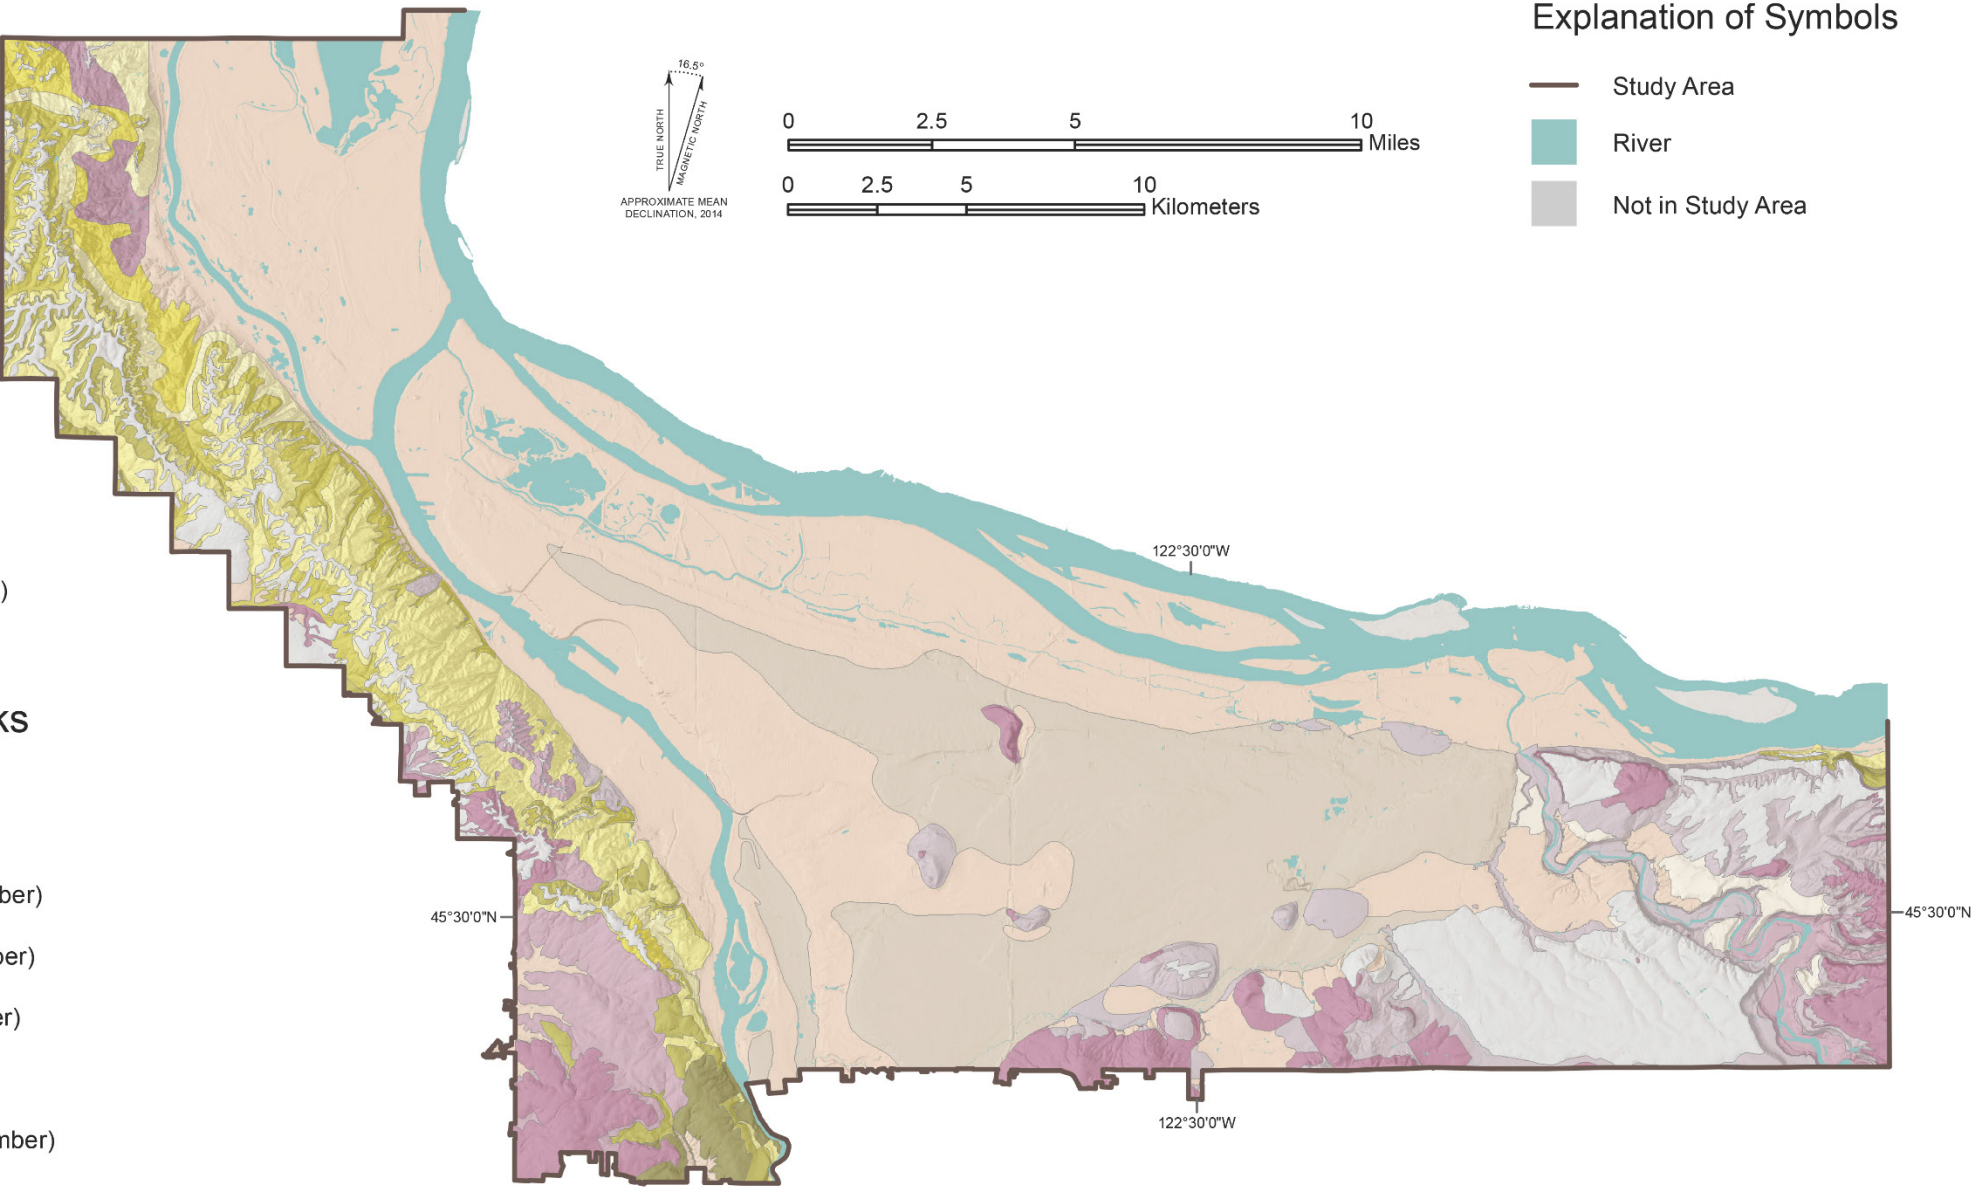 Explanation of Symbols
16.5°
TRUE NORTH
MAGNETIC NORTH
APPROXIMATE MEAN
DECLINATION, 2014
0 2.5 5 10
Miles
0 2.5 5 10
Kilometers
Study Area
River
Not in Study Area
122°30'0"W
)
ks
ber)
45°30'0"N
45°30'0"N
ber)
er)
122°30'0"W
mber)